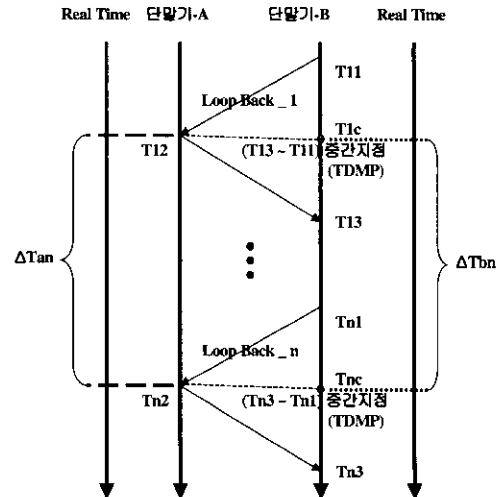 Real Time 단말기-A 단말기-B Real Time
T11
Loop Back _ 1
T1c
T12 (T13 ~ T11) 중간지점
(TDMP)
T13
ΔTan ΔTbn
Tn1
Loop Back _ n
Tnc
Tn2 (Tn3 ~ Tn1) 중간지점
(TDMP)
Tn3